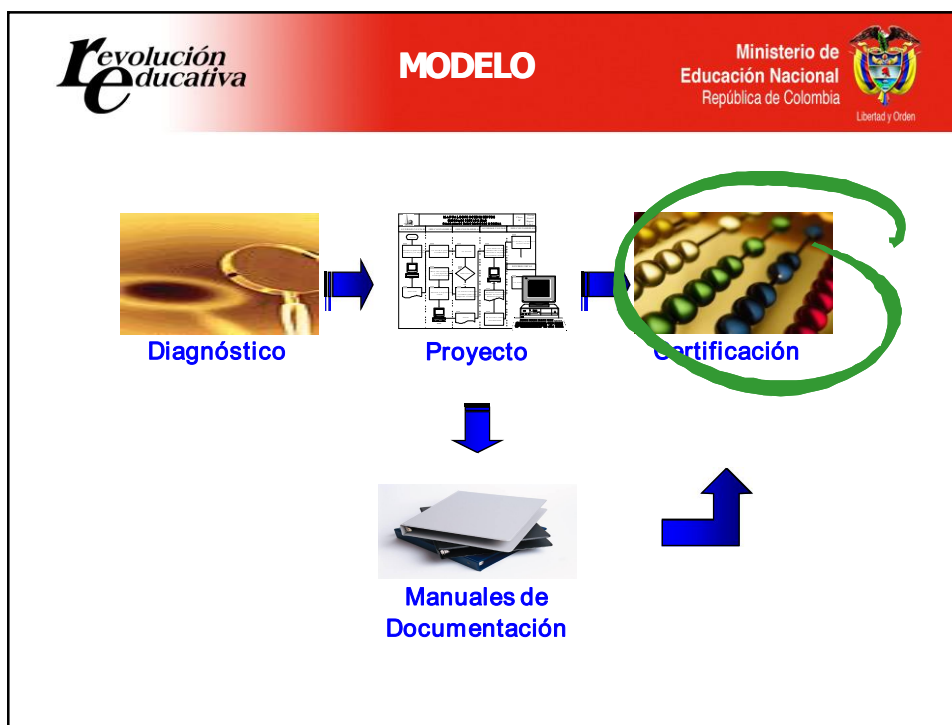 revolución
educativa
MODELO
Ministerio de
Educación Nacional
República de Colombia
Libertad y Orden
Diagnóstico
Proyecto
Certificación
Manuales de
Documentación